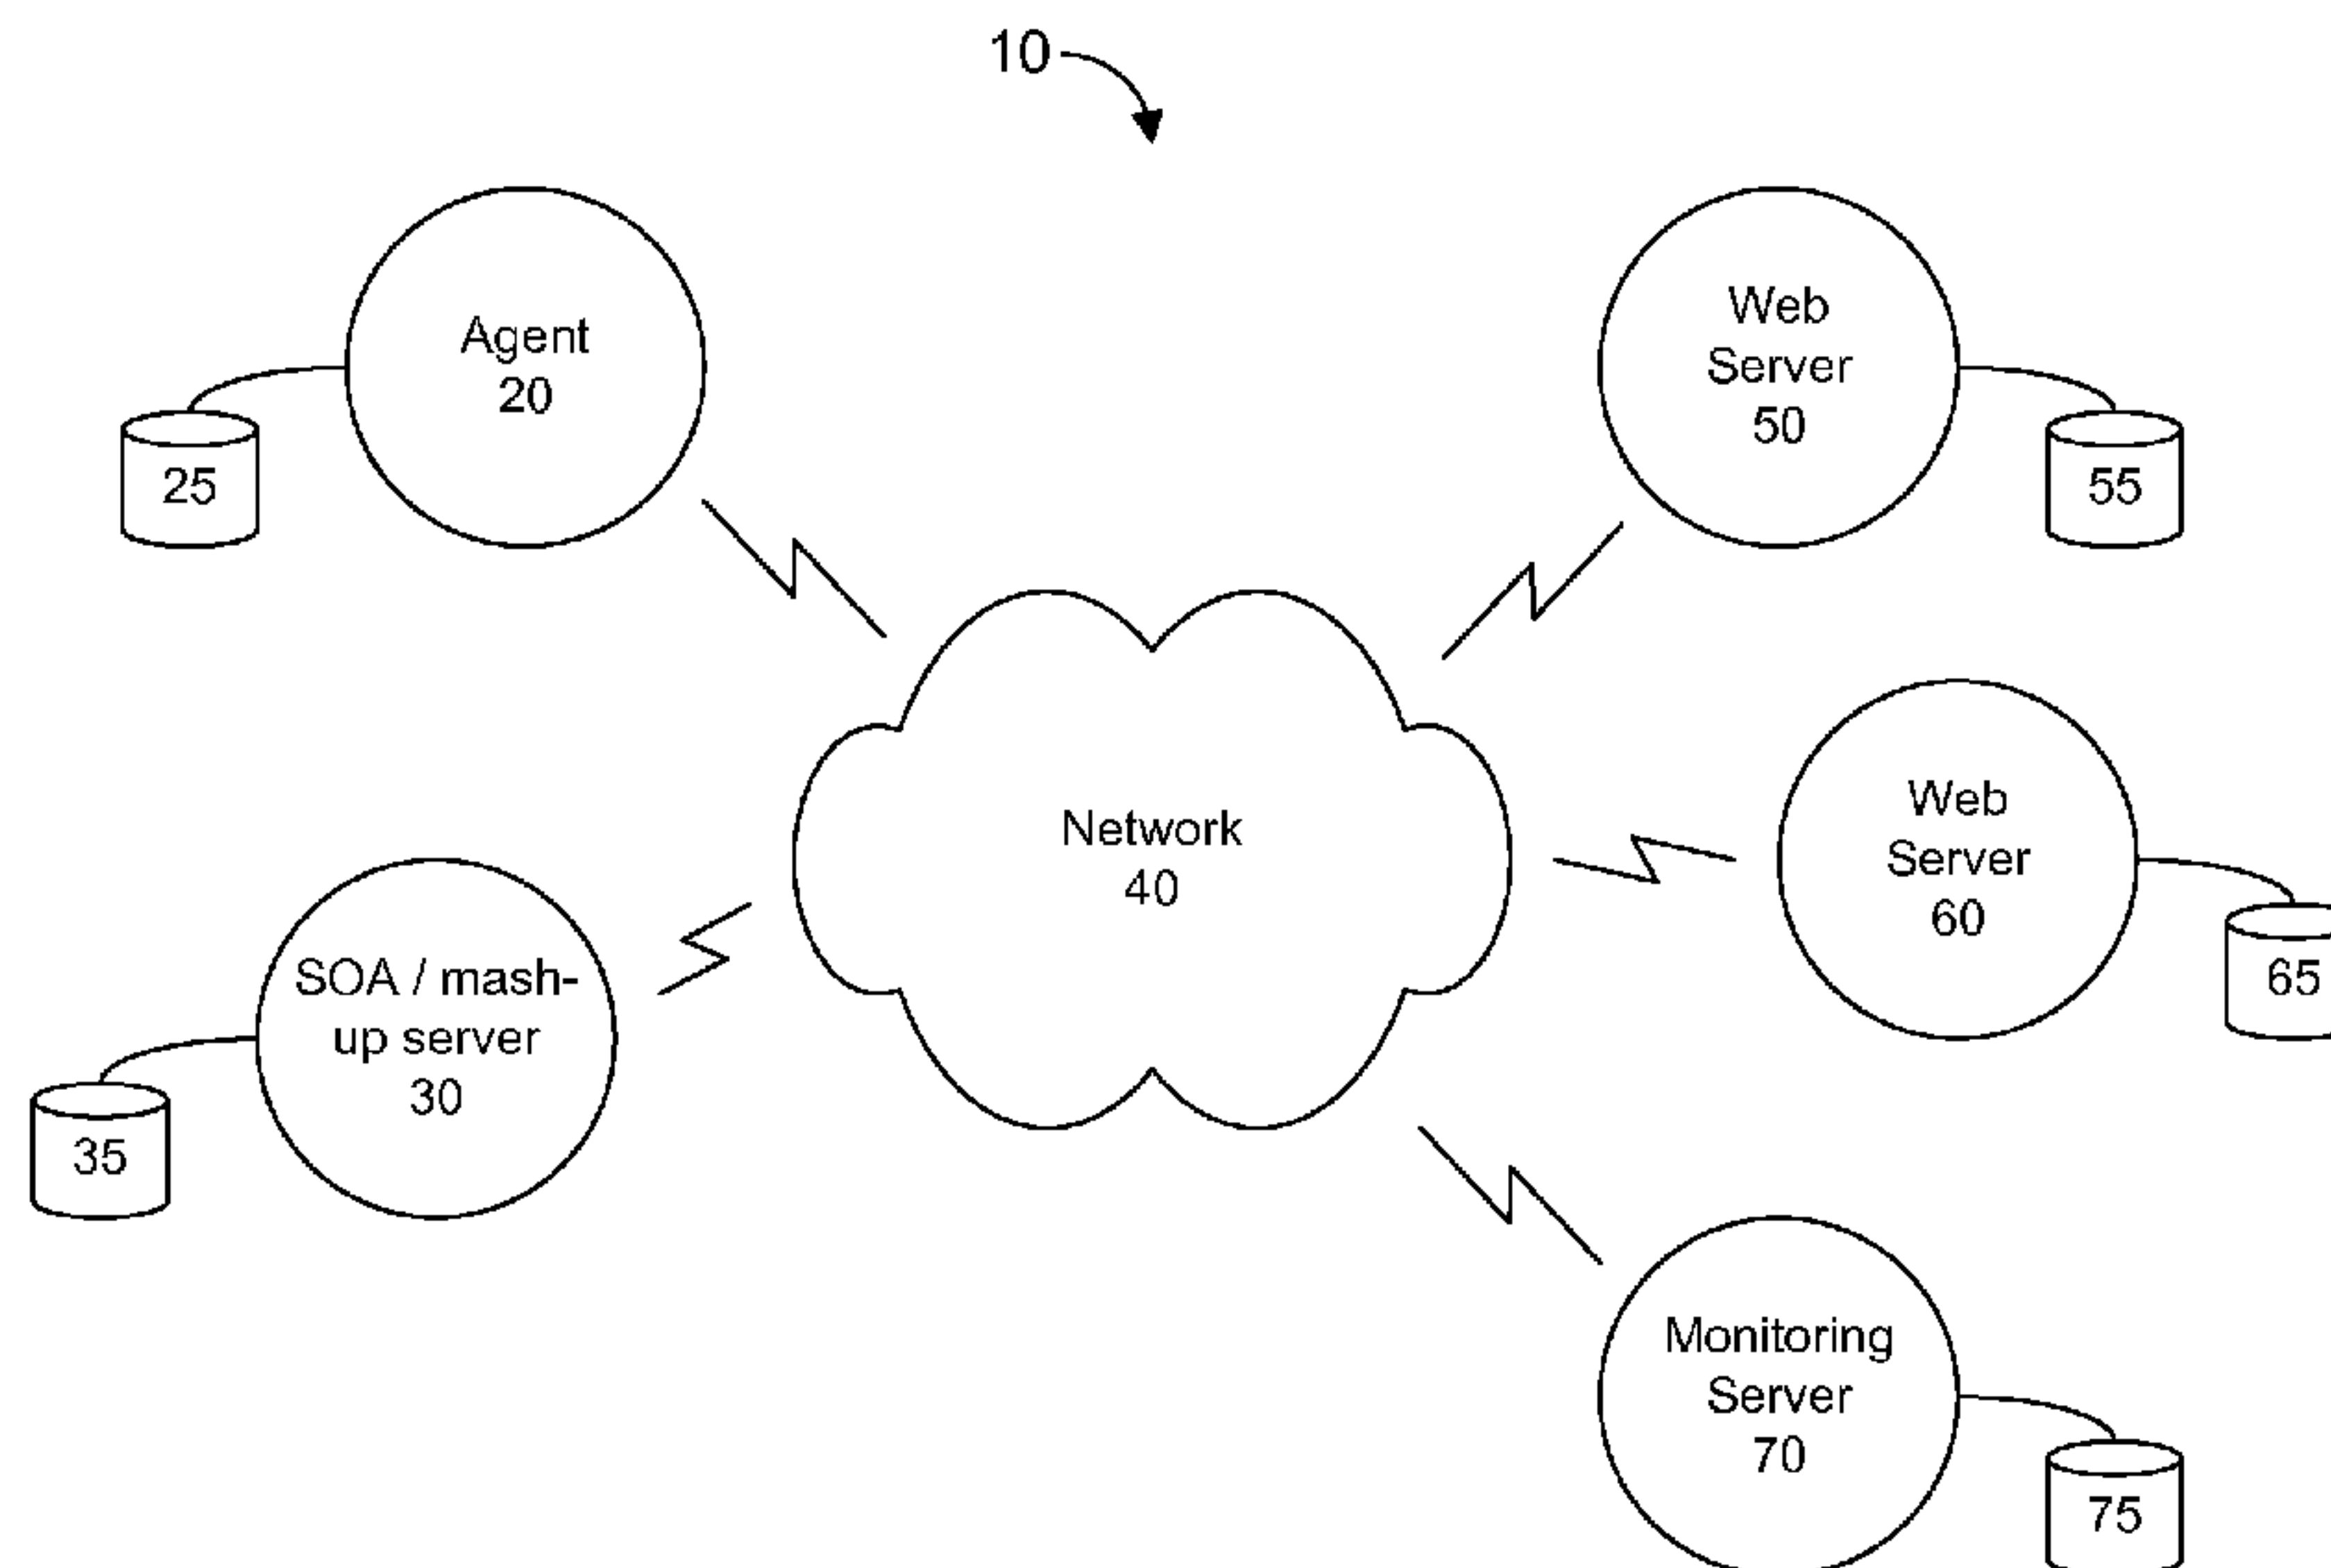 10
Agent
20
25
Web
Server
50
55
Network
40
Web
Server
60
65
SOA / mash-
up server
30
35
Monitoring
Server
70
75